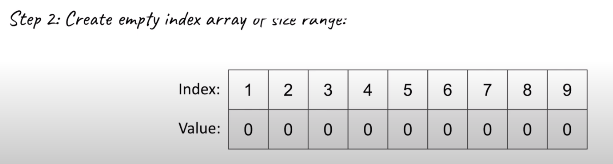 Step 2: Create empty index array of size range:
Index: 1 2 3 4 5 6 7 8 9
Value: 0 0 0 0 0 0 0 0 0